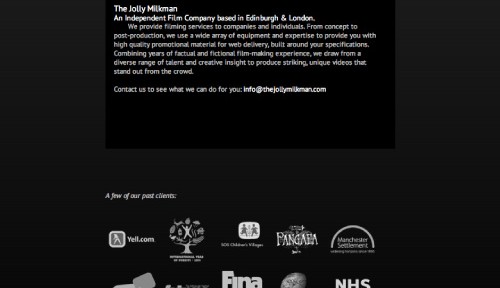 The Jolly Milkman
An Independent Film Company based in Edinburgh & London.
We provide filming services to companies and individuals. From concept to
post-production, we use a wide array of equipment and expertise to provide you with
high quality promotional material for web delivery, built around your specifications.
Combining years of factual and fictional film-making experience, we draw from a
diverse range of talent and creative insight to produce striking, unique videos that
stand out from the crowd.
Contact us to see what we can do for you: info@thejollymilkman.com
A few of our past clients:
Yell.com
INTERNATIONAL YEAR
OF FORESTS • 2011
SOS Children's Villages
PANGAEA
Manchester
Settlement
Fina
NHS